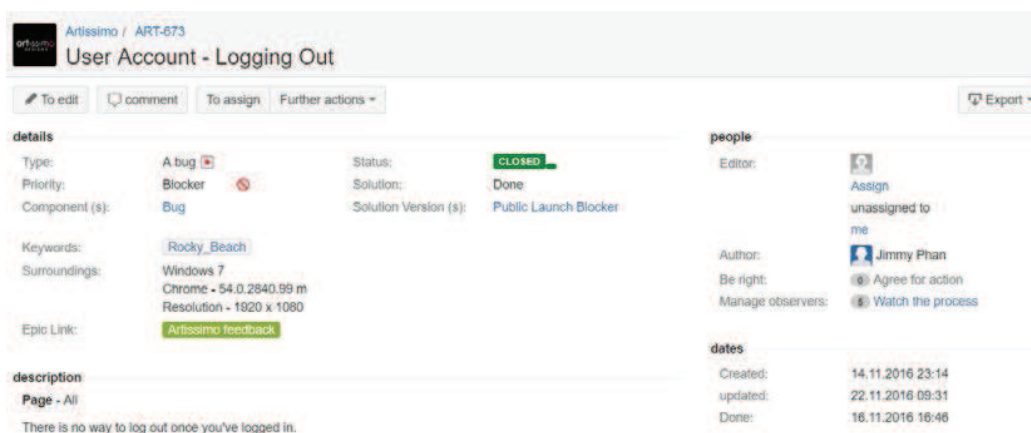 artissimo
DESIGNS
Artissimo / ART-673
User Account - Logging Out
To edit
comment
To assign
Further actions
Export
details
Type: A bug
Status: CLOSED
Priority: Blocker
Solution: Done
Component (s): Bug
Solution Version (s): Public Launch Blocker
Keywords: Rocky_Beach
Surroundings: Windows 7
Chrome - 54.0.2840.99 m
Resolution - 1920 x 1080
Epic Link: Artissimo feedback
description
Page - All
There is no way to log out once you've logged in.
people
Editor:
Assign
unassigned to
me
Author: Jimmy Phan
Be right: 0 Agree for action
Manage observers: 5 Watch the process
dates
Created: 14.11.2016 23:14
updated: 22.11.2016 09:31
Done: 16.11.2016 16:46